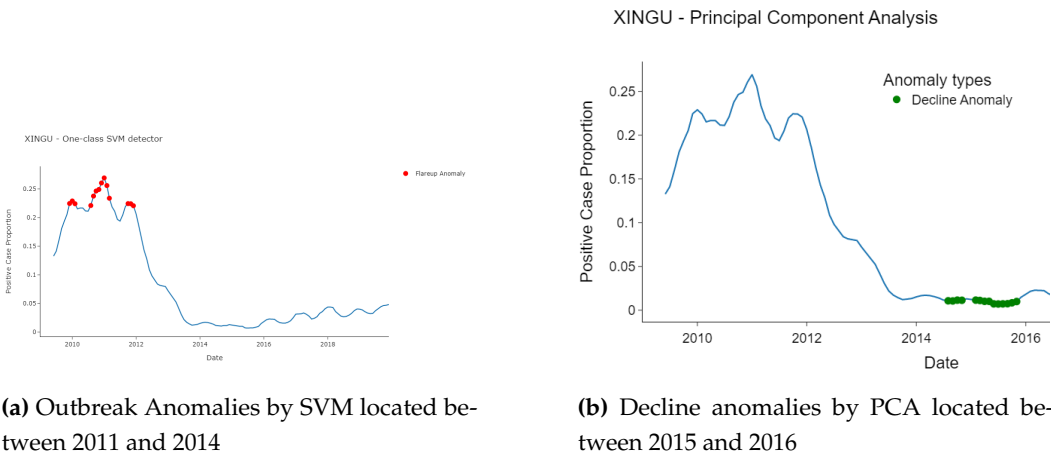 XINGU - One-class SVM detector
Flareup Anomaly
Positive Case Proportion
0.25
0.2
0.15
0.1
0.05
0
2010
2012
2014
2016
2018
Date
(a) Outbreak Anomalies by SVM located be-
tween 2011 and 2014
XINGU - Principal Component Analysis
Anomaly types
Decline Anomaly
Positive Case Proportion
0.25
0.2
0.15
0.1
0.05
0
2010
2012
2014
2016
Date
(b) Decline anomalies by PCA located be-
tween 2015 and 2016